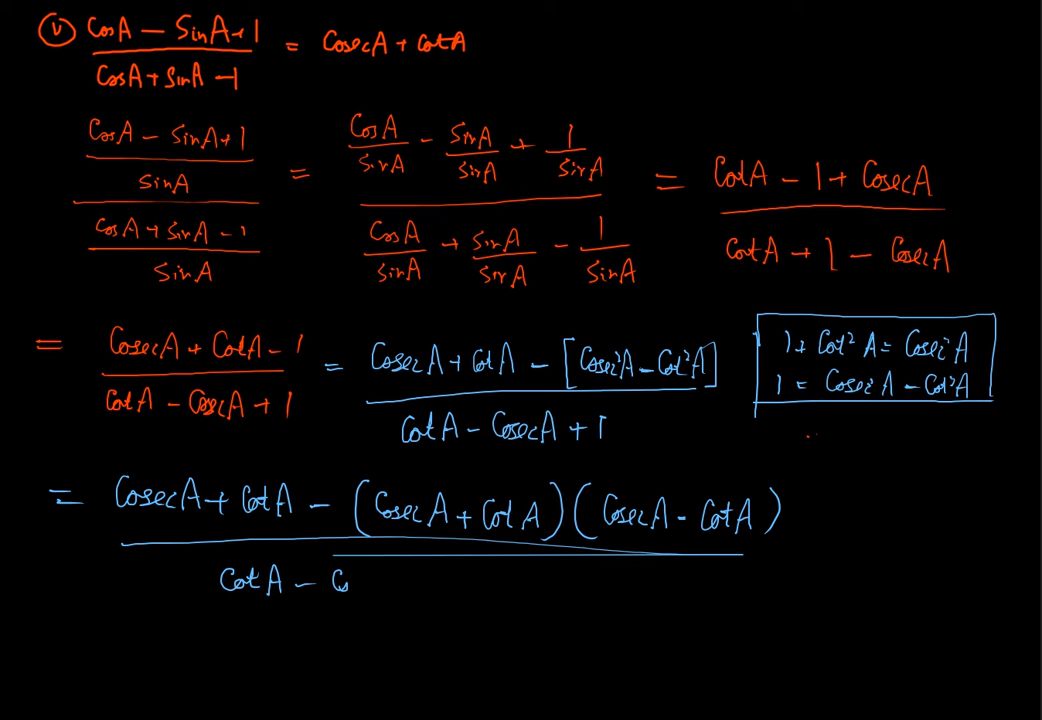 (v) CosA - SinA+1 / CosA+sinA -1 = CosecA + CotA
CosA - SinA+1 / sinA / CosA + sinA -1 / SinA = CosA/sinA - sinA/sinA + 1/sinA / CosA/sinA + sinA/sinA - 1/sinA = CotA - 1 + CosecA / CotA + 1 - CosecA
= CosecA + CotA - 1 / CotA - CosecA + 1 = CosecA + CotA - [Cosec²A - Cot²A] / CotA - CosecA + 1
1 + Cot² A = Cosec²A
1 = Cosec²A - Cot²A
= CosecA + CotA - (CosecA + CotA)(CosecA - CotA) / CotA - Co